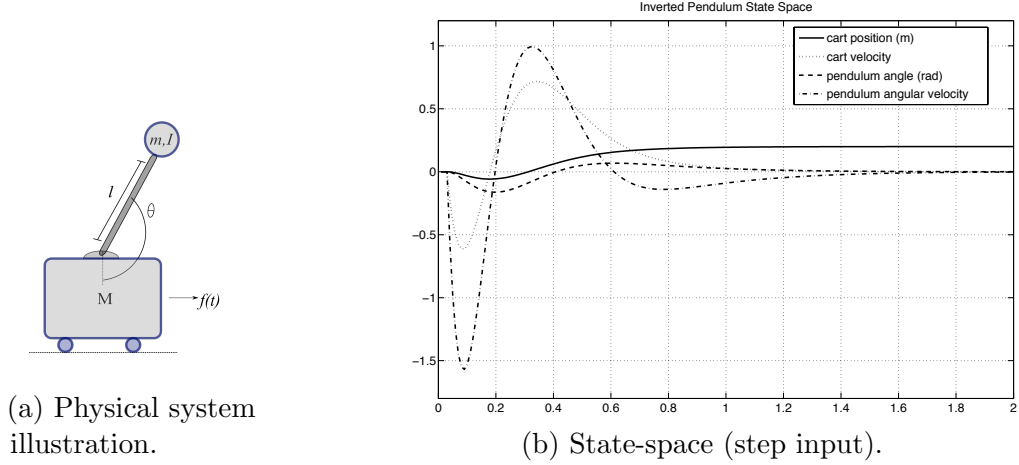 m,I
l
θ
M
f(t)
(a) Physical system
illustration.
Inverted Pendulum State Space
cart position (m)
cart velocity
pendulum angle (rad)
pendulum angular velocity
1
0.5
0
−0.5
−1
−1.5
0 0.2 0.4 0.6 0.8 1 1.2 1.4 1.6 1.8 2
(b) State-space (step input).